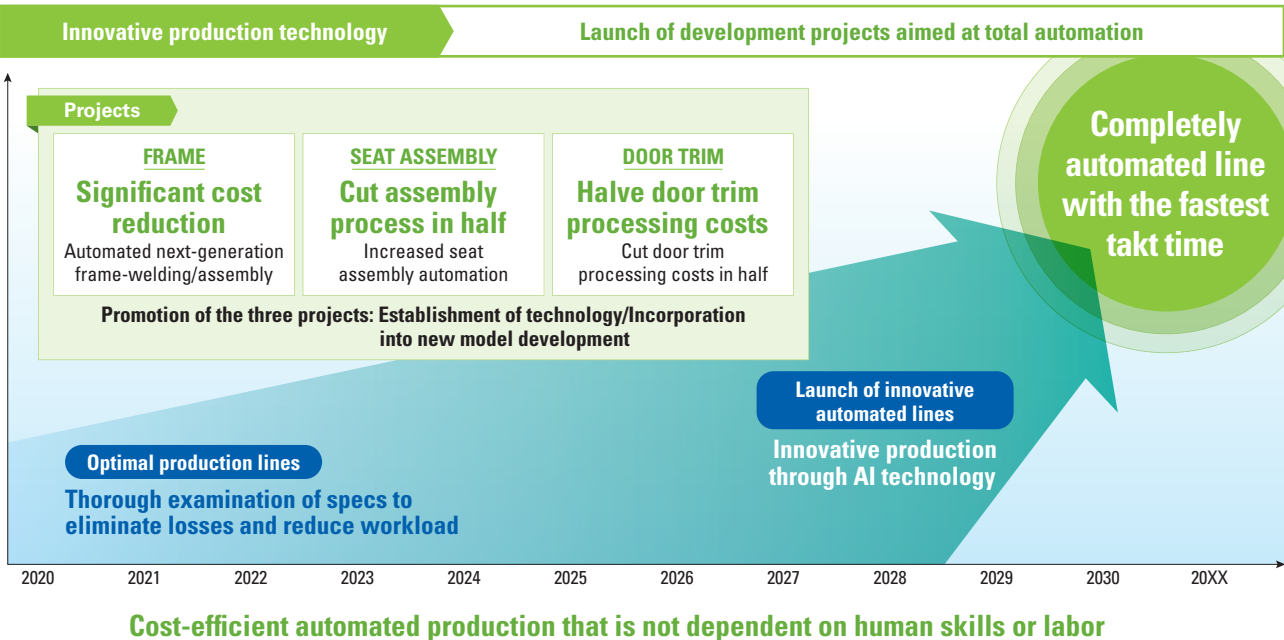 Innovative production technology
Launch of development projects aimed at total automation
Projects
FRAME
Significant cost
reduction
Automated next-generation
frame-welding/assembly
SEAT ASSEMBLY
Cut assembly
process in half
Increased seat
assembly automation
DOOR TRIM
Halve door trim
processing costs
Cut door trim
processing costs in half
Promotion of the three projects: Establishment of technology/Incorporation
into new model development
Completely
automated line
with the fastest
takt time
Launch of innovative
automated lines
Innovative production
through AI technology
Optimal production lines
Thorough examination of specs to
eliminate losses and reduce workload
2020 2021 2022 2023 2024 2025 2026 2027 2028 2029 2030 20XX
Cost-efficient automated production that is not dependent on human skills or labor